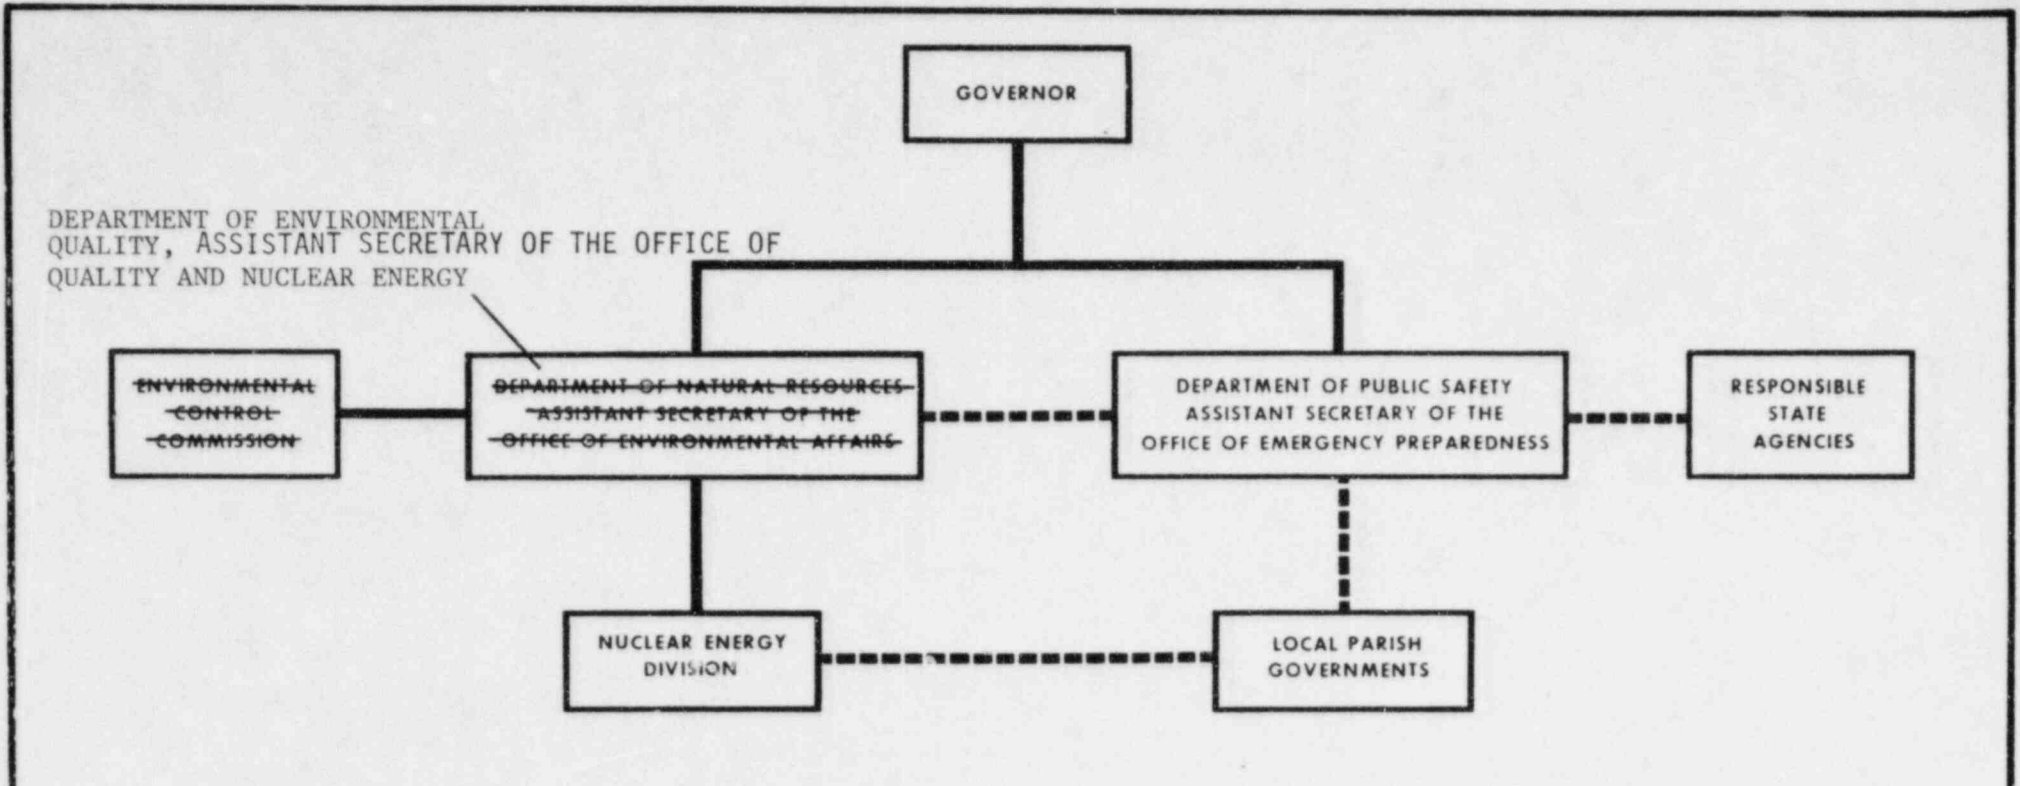 GOVERNOR
DEPARTMENT OF ENVIRONMENTAL
QUALITY, ASSISTANT SECRETARY OF THE OFFICE OF
QUALITY AND NUCLEAR ENERGY
ENVIRONMENTAL
CONTROL
COMMISSION
DEPARTMENT OF NATURAL RESOURCES
ASSISTANT SECRETARY OF THE
OFFICE OF ENVIRONMENTAL AFFAIRS
DEPARTMENT OF PUBLIC SAFETY
ASSISTANT SECRETARY OF THE
OFFICE OF EMERGENCY PREPAREDNESS
RESPONSIBLE
STATE
AGENCIES
NUCLEAR ENERGY
DIVISION
LOCAL PARISH
GOVERNMENTS